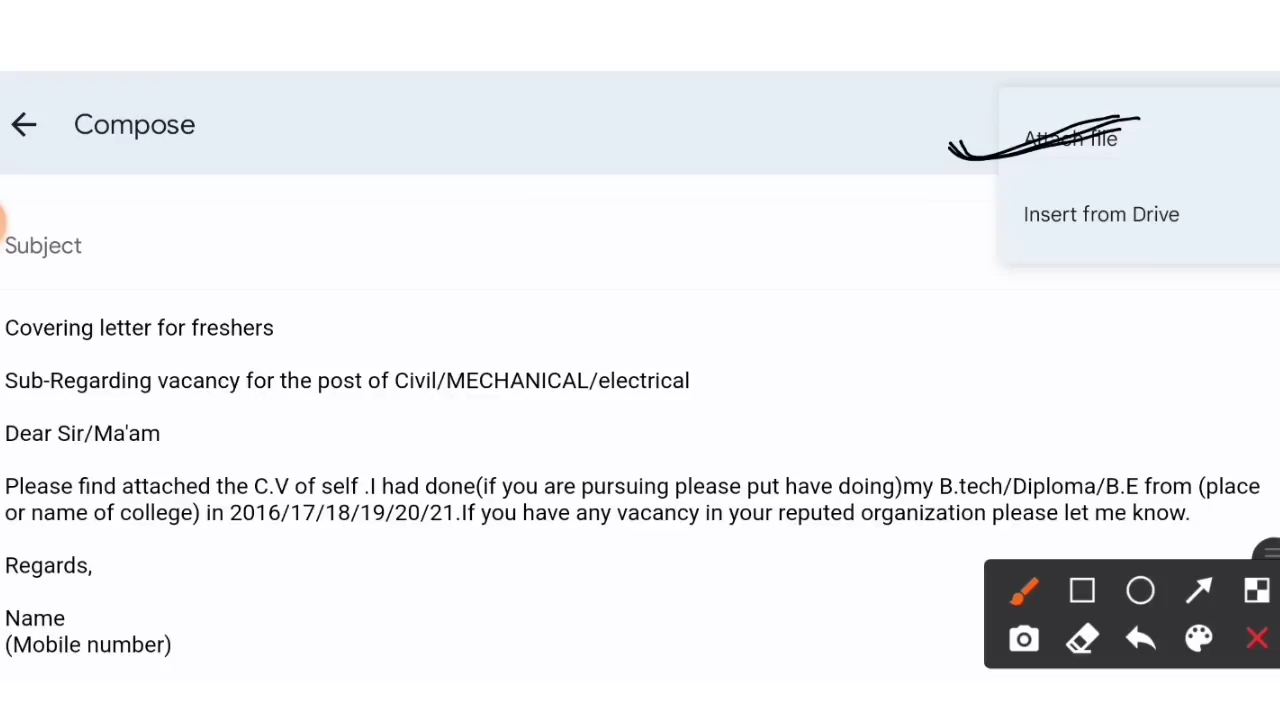 Compose
Attach file
Insert from Drive
Subject
Covering letter for freshers
Sub-Regarding vacancy for the post of Civil/MECHANICAL/electrical
Dear Sir/Ma'am
Please find attached the C.V of self .I had done(if you are pursuing please put have doing)my B.tech/Diploma/B.E from (place
or name of college) in 2016/17/18/19/20/21.If you have any vacancy in your reputed organization please let me know.
Regards,
Name
(Mobile number)